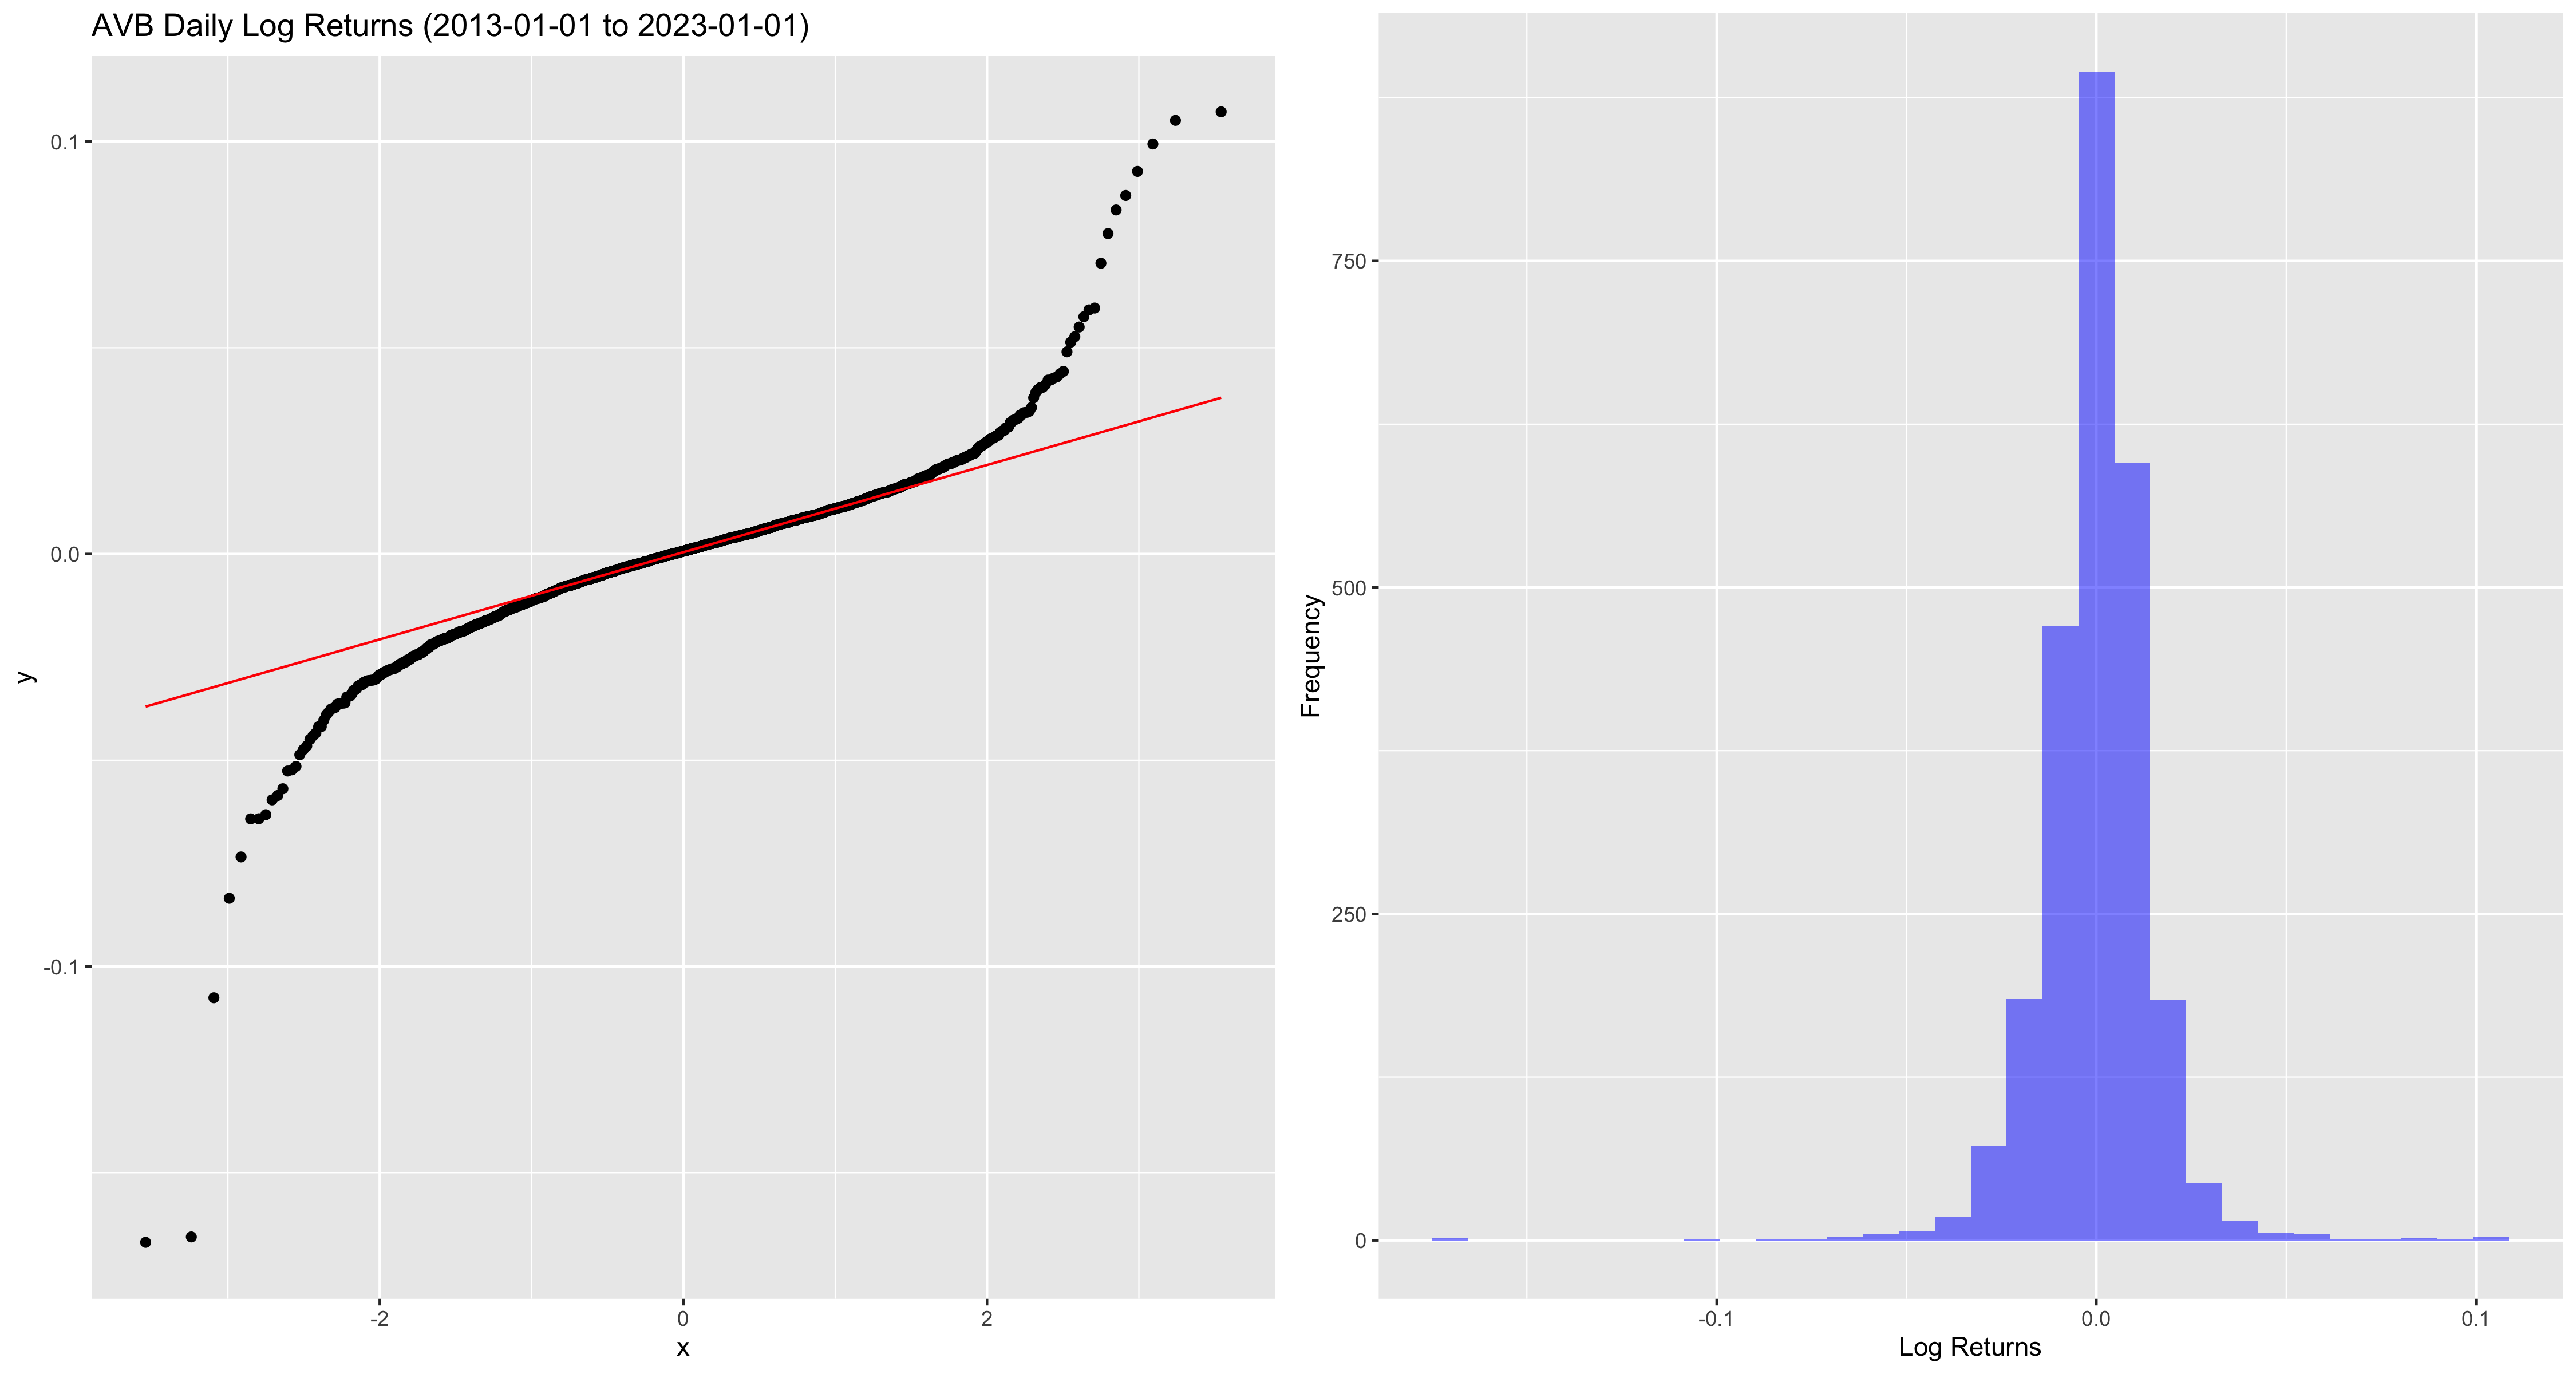 AVB Daily Log Returns (2013-01-01 to 2023-01-01)
0.1
0.0
-0.1
y
-2
0
2
x
750
500
250
0
Frequency
-0.1
0.0
0.1
Log Returns